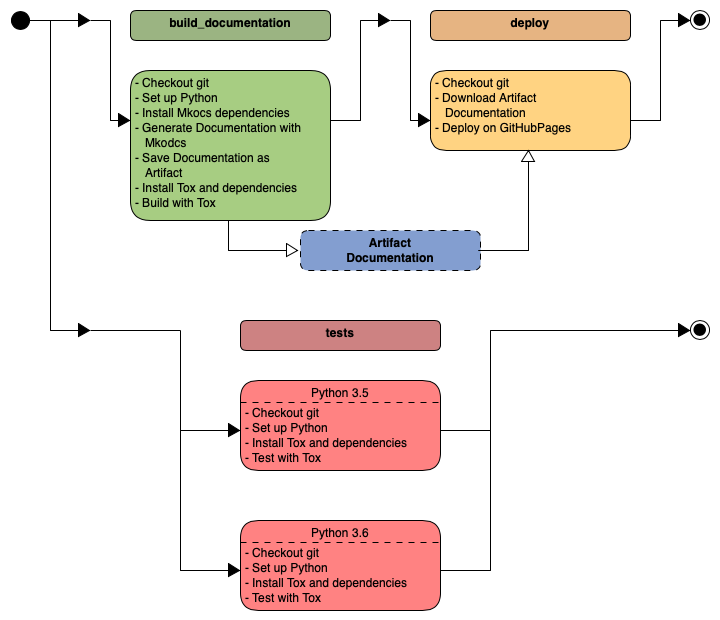 build_documentation
- Checkout git
- Set up Python
- Install Mkocs dependencies
- Generate Documentation with
Mkodcs
- Save Documentation as
Artifact
- Install Tox and dependencies
- Build with Tox
deploy
- Checkout git
- Download Artifact
Documentation
- Deploy on GitHubPages
Artifact
Documentation
tests
Python 3.5
- Checkout git
- Set up Python
- Install Tox and dependencies
- Test with Tox
Python 3.6
- Checkout git
- Set up Python
- Install Tox and dependencies
- Test with Tox